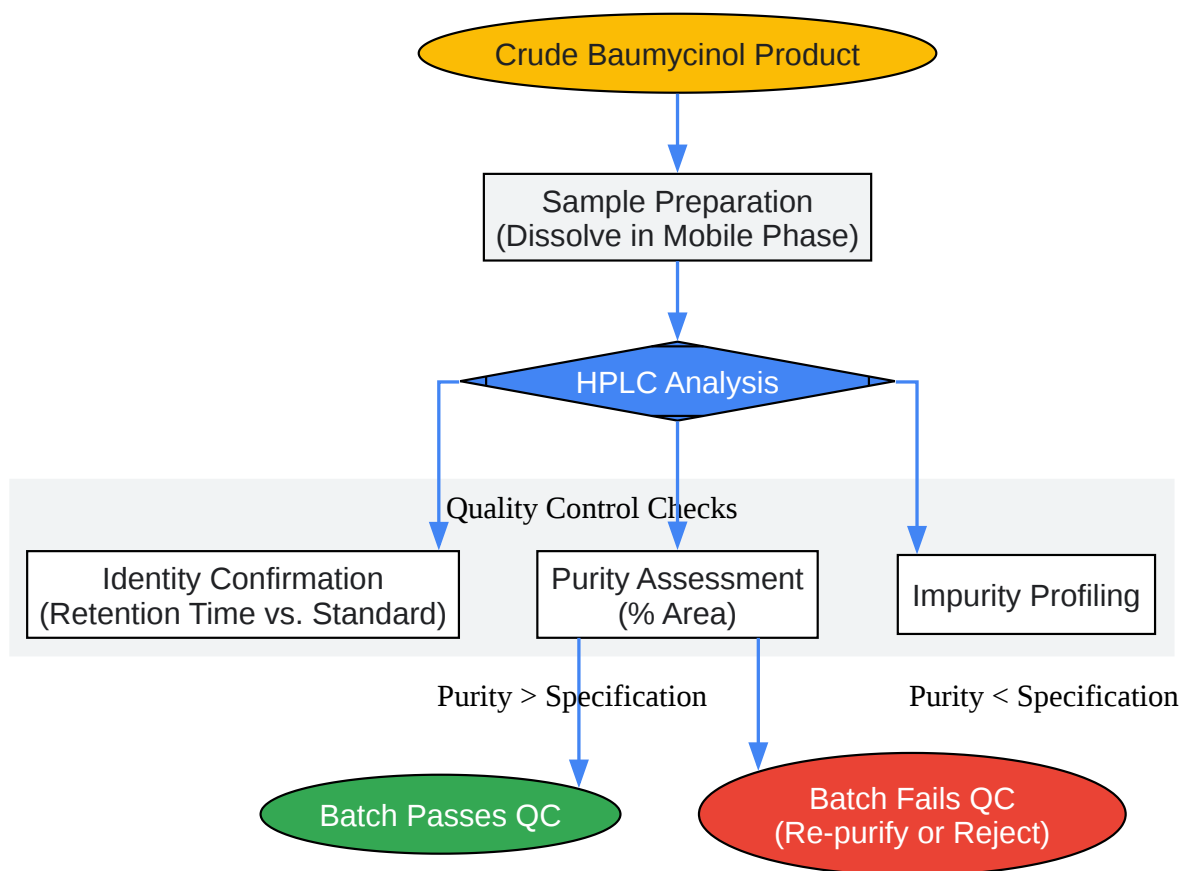 Crude Baumycinol Product
Sample Preparation
(Dissolve in Mobile Phase)
HPLC Analysis
Quality Control Checks
Identity Confirmation
(Retention Time vs. Standard)
Purity Assessment
(% Area)
Impurity Profiling
Purity > Specification
Purity < Specification
Batch Passes QC
Batch Fails QC
(Re-purify or Reject)